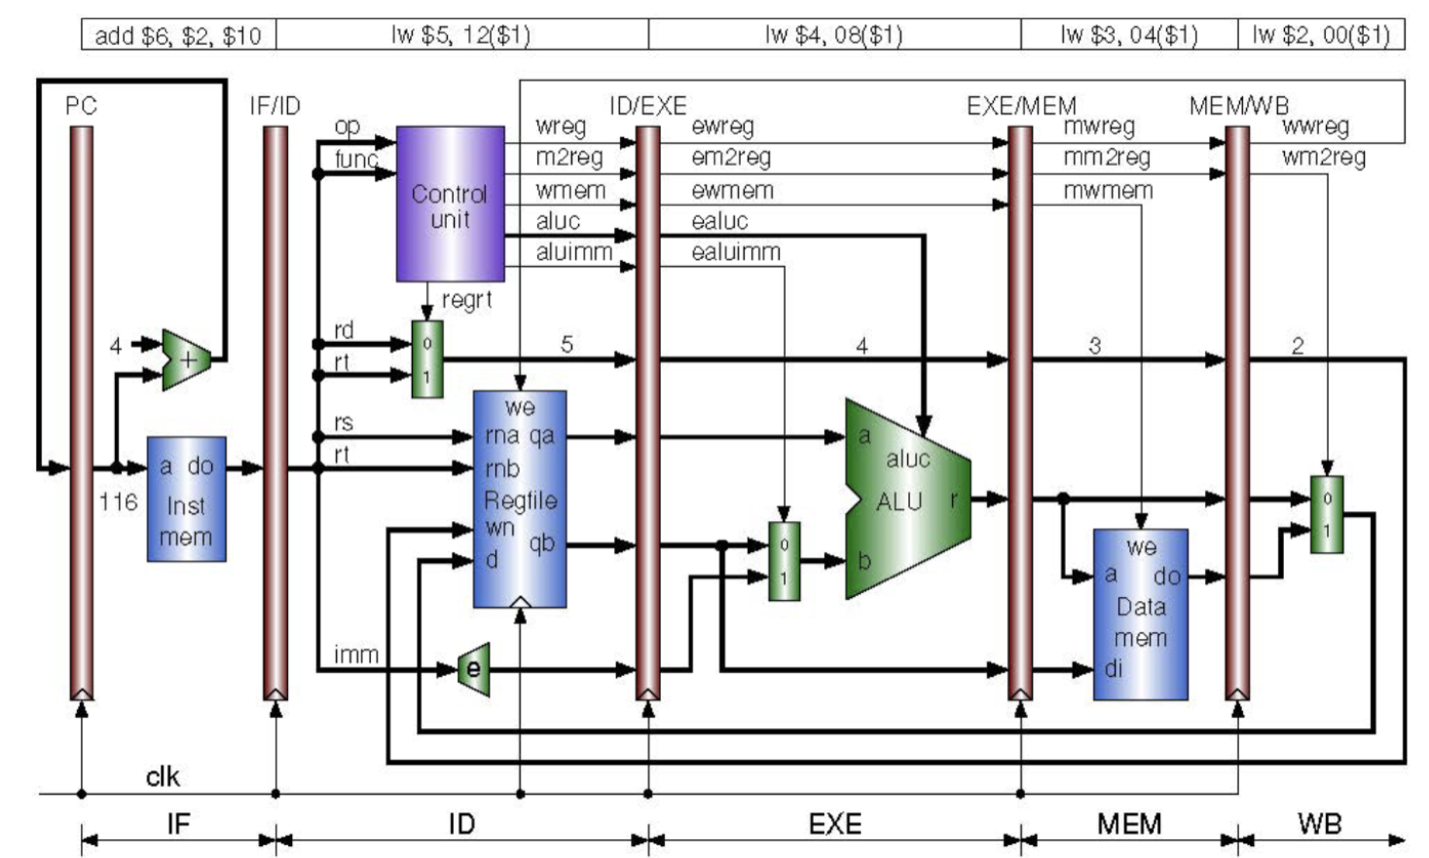 add $6, $2, $10 lw $5, 12($1) lw $4, 08($1) lw $3, 04($1) lw $2, 00($1)
PC IF/ID ID/EXE EXE/MEM MEM/WB
op wreg ewreg mwreg wwreg
func m2reg em2reg mm2reg wm2reg
Control unit wmem ewmem mwmem
aluc ealuc
aluimm ealuimm
regrt
4 + rd 0 5 4 3 2
rt 1
we
rs rna qa a aluc
a do rt rnb
116 Inst mem Regfile ALU r 0
wn 1
d qb 0 b we
1 a do
Data
mem
imm e di
clk
IF ID EXE MEM WB